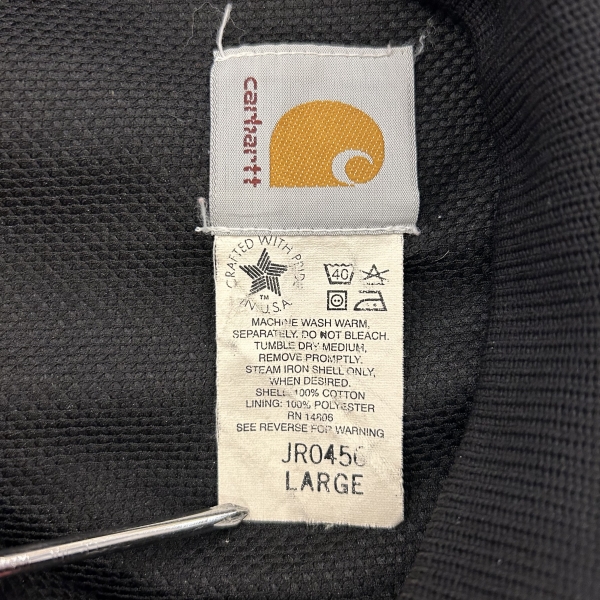 carhartt
CRAFTED WITH PRIDE
IN U.S.A.
TM
40
MACHINE WASH WARM,
SEPARATELY. DO NOT BLEACH.
TUMBLE DRY MEDIUM,
REMOVE PROMPTLY.
STEAM IRON SHELL ONLY,
WHEN DESIRED.
SHELL: 100% COTTON
LINING: 100% POLYESTER
RN 14806
SEE REVERSE FOR WARNING
JR0456
LARGE